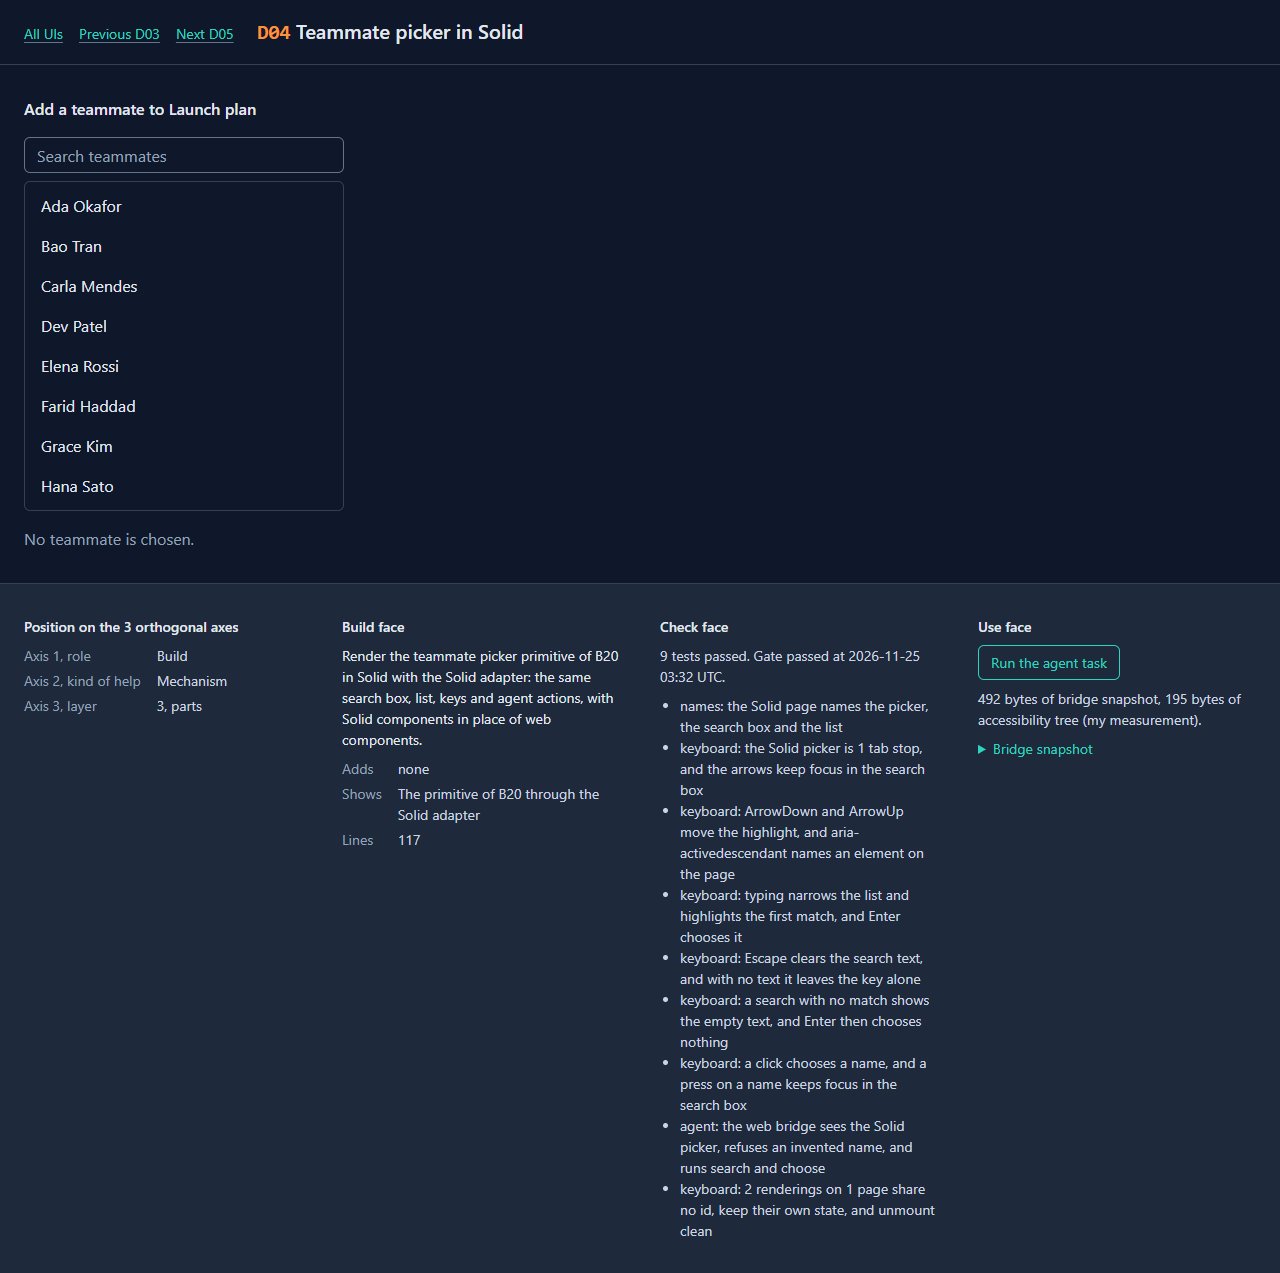 All UIs Previous D03 Next D05 D04 Teammate picker in Solid
Add a teammate to Launch plan
Search teammates
Ada Okafor
Bao Tran
Carla Mendes
Dev Patel
Elena Rossi
Farid Haddad
Grace Kim
Hana Sato
No teammate is chosen.
Position on the 3 orthogonal axes
Axis 1, role Build
Axis 2, kind of help Mechanism
Axis 3, layer 3, parts
Build face
Render the teammate picker primitive of B20
in Solid with the Solid adapter: the same
search box, list, keys and agent actions, with
Solid components in place of web
components.
Adds none
Shows The primitive of B20 through the
Solid adapter
Lines 117
Check face
9 tests passed. Gate passed at 2026-11-25
03:32 UTC.
• names: the Solid page names the picker,
the search box and the list
• keyboard: the Solid picker is 1 tab stop,
and the arrows keep focus in the search
box
• keyboard: ArrowDown and ArrowUp
move the highlight, and aria-
activedescendant names an element on
the page
• keyboard: typing narrows the list and
highlights the first match, and Enter
chooses it
• keyboard: Escape clears the search text,
and with no text it leaves the key alone
• keyboard: a search with no match shows
the empty text, and Enter then chooses
nothing
• keyboard: a click chooses a name, and a
press on a name keeps focus in the
search box
• agent: the web bridge sees the Solid
picker, refuses an invented name, and
runs search and choose
• keyboard: 2 renderings on 1 page share
no id, keep their own state, and unmount
clean
Use face
Run the agent task
492 bytes of bridge snapshot, 195 bytes of
accessibility tree (my measurement).
▶ Bridge snapshot